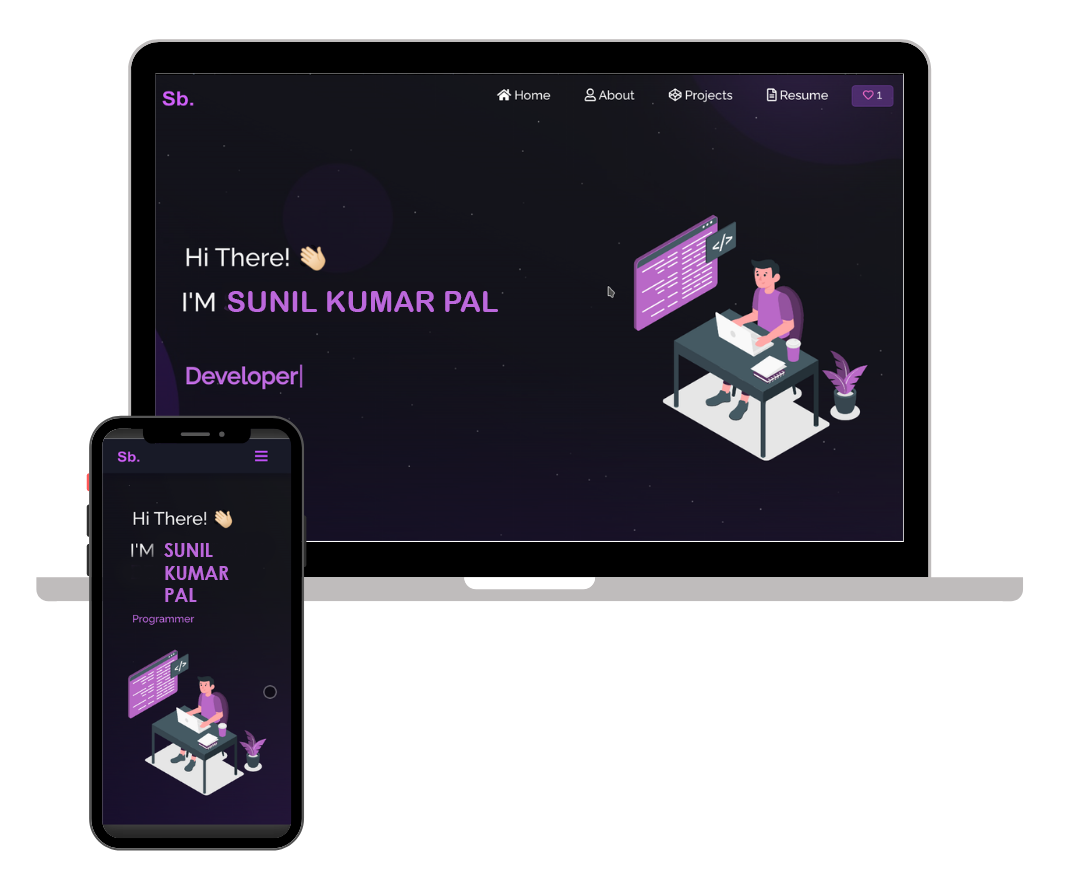 Sb.
Home About Projects Resume 1
Hi There! 👋🏻
I'M SUNIL KUMAR PAL
</>
Developer|
Sb.
Hi There! 👋🏻
I'M SUNIL
KUMAR
PAL
Programmer
</>